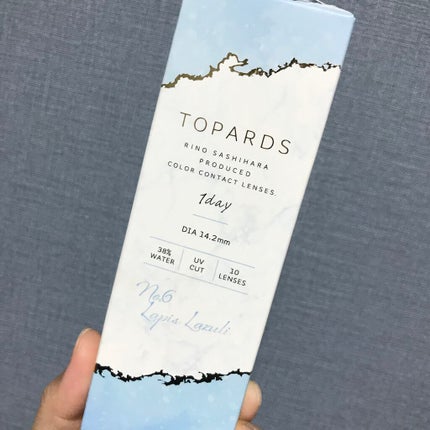 TOPARDS
RINO SASHIHARA
PRODUCED
COLOR CONTACT LENSES.
1day
DIA 14.2mm
38% WATER
UV CUT
10 LENSES
No.6
Lapis Lazuli